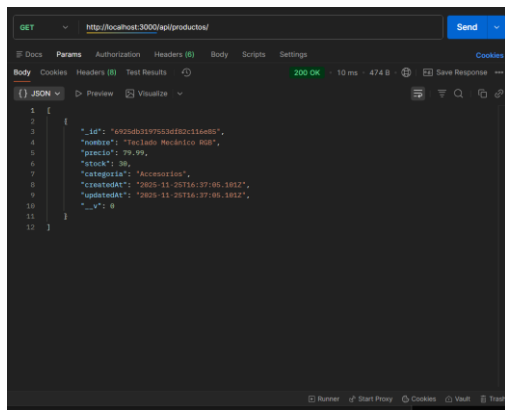 GET http://localhost:3000/api/productos/ Send
Docs Params Authorization Headers (6) Body Scripts Settings Cookies
Body Cookies Headers (8) Test Results 200 OK · 10 ms · 474 B · Save Response
{} JSON Preview Visualize
1 [
2 {
3 "_id": "6925db3197553df82c116e85",
4 "nombre": "Teclado Mecánico RGB",
5 "precio": 79.99,
6 "stock": 30,
7 "categoria": "Accesorios",
8 "createdAt": "2025-11-25T16:37:05.101Z",
9 "updatedAt": "2025-11-25T16:37:05.101Z",
10 "__v": 0
11 }
12 ]
Runner Start Proxy Cookies Vault Trash